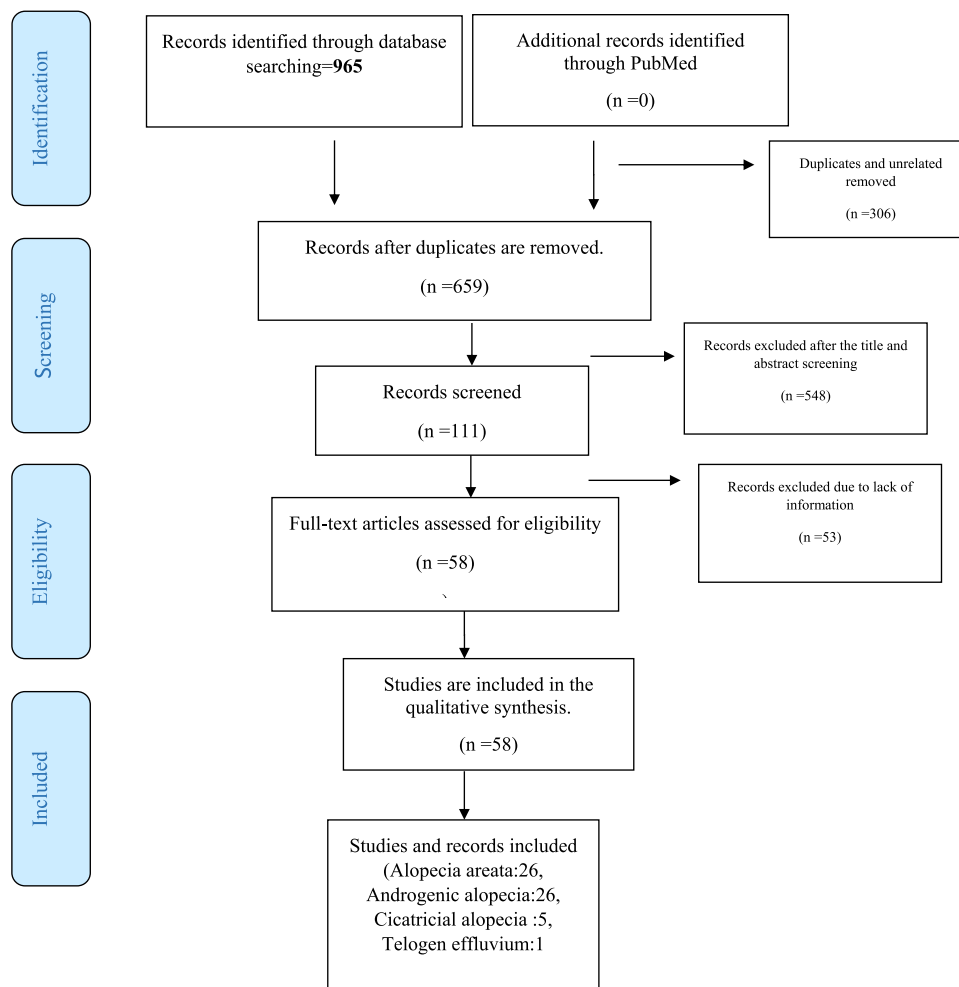 Identification
Records identified through database
searching=965
Additional records identified
through PubMed
(n =0)
Duplicates and unrelated
removed
(n =306)
Screening
Records after duplicates are removed.
(n =659)
Records excluded after the title and
abstract screening
(n =548)
Records screened
(n =111)
Eligibility
Records excluded due to lack of
information
(n =53)
Full-text articles assessed for eligibility
(n =58)
、
Included
Studies are included in the
qualitative synthesis.
(n =58)
Studies and records included
(Alopecia areata:26,
Androgenic alopecia:26,
Cicatricial alopecia :5,
Telogen effluvium:1